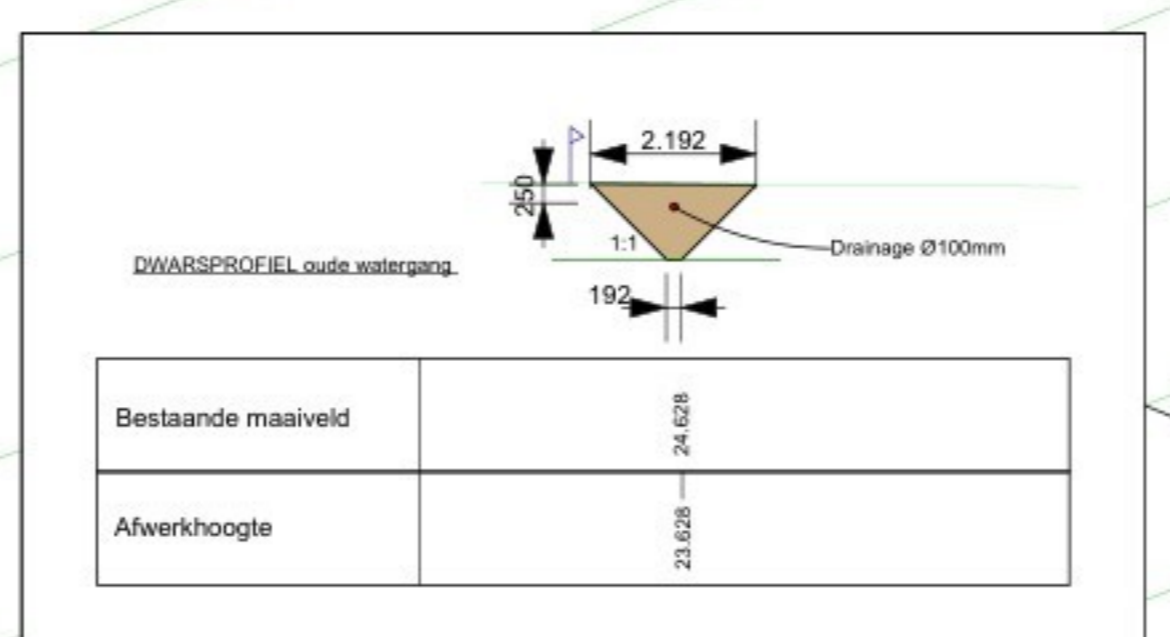 2.192
250
1:1
Drainage Ø100mm
DWARSPROFIEL oude watergang
192
Bestaande maaiveld
24.628
Afwerkhoogte
23.628